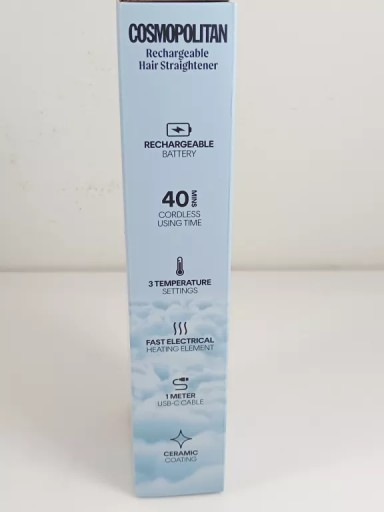 COSMOPOLITAN
Rechargeable
Hair Straightener
RECHARGEABLE
BATTERY
40 MINS
CORDLESS
USING TIME
3 TEMPERATURE
SETTINGS
FAST ELECTRICAL
HEATING ELEMENT
1 METER
USB-C CABLE
CERAMIC
COATING